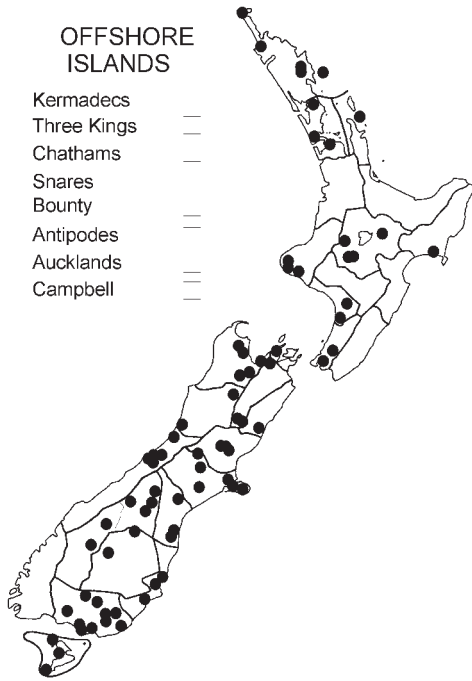 OFFSHORE
ISLANDS
Kermadecs
Three Kings
Chathams
Snares
Bounty
Antipodes
Aucklands
Campbell